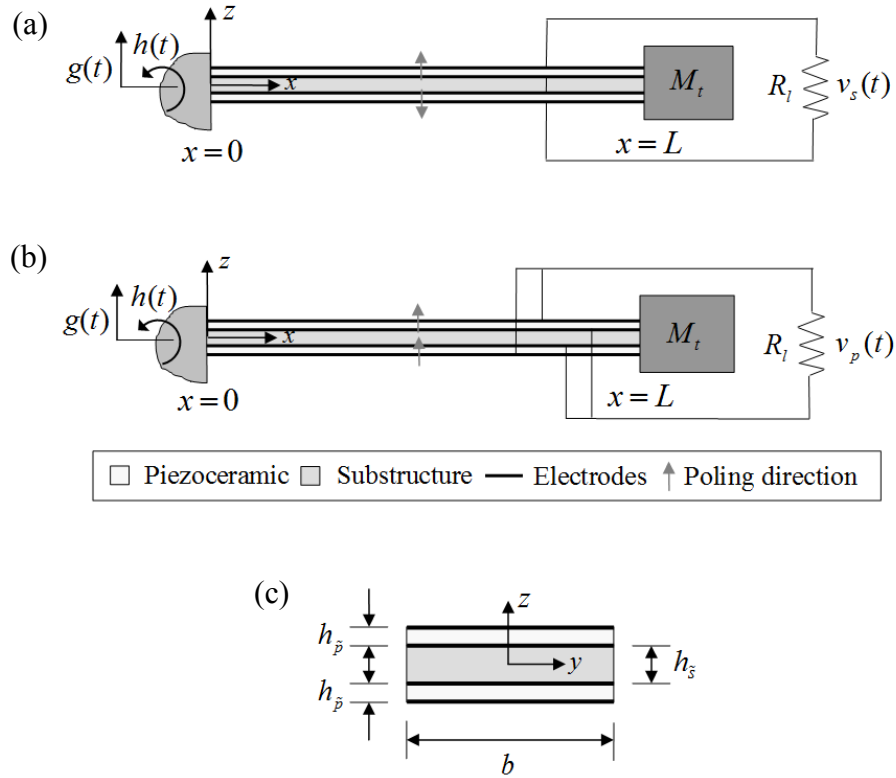 (a)
z
h(t)
g(t)
x
M_t
R_l
v_s(t)
x = 0
x = L
(b)
z
h(t)
g(t)
x
M_t
R_l
v_p(t)
x = 0
x = L
Piezoceramic Substructure Electrodes Poling direction
(c)
z
h_p̃
y
h_s̃
h_p̃
b